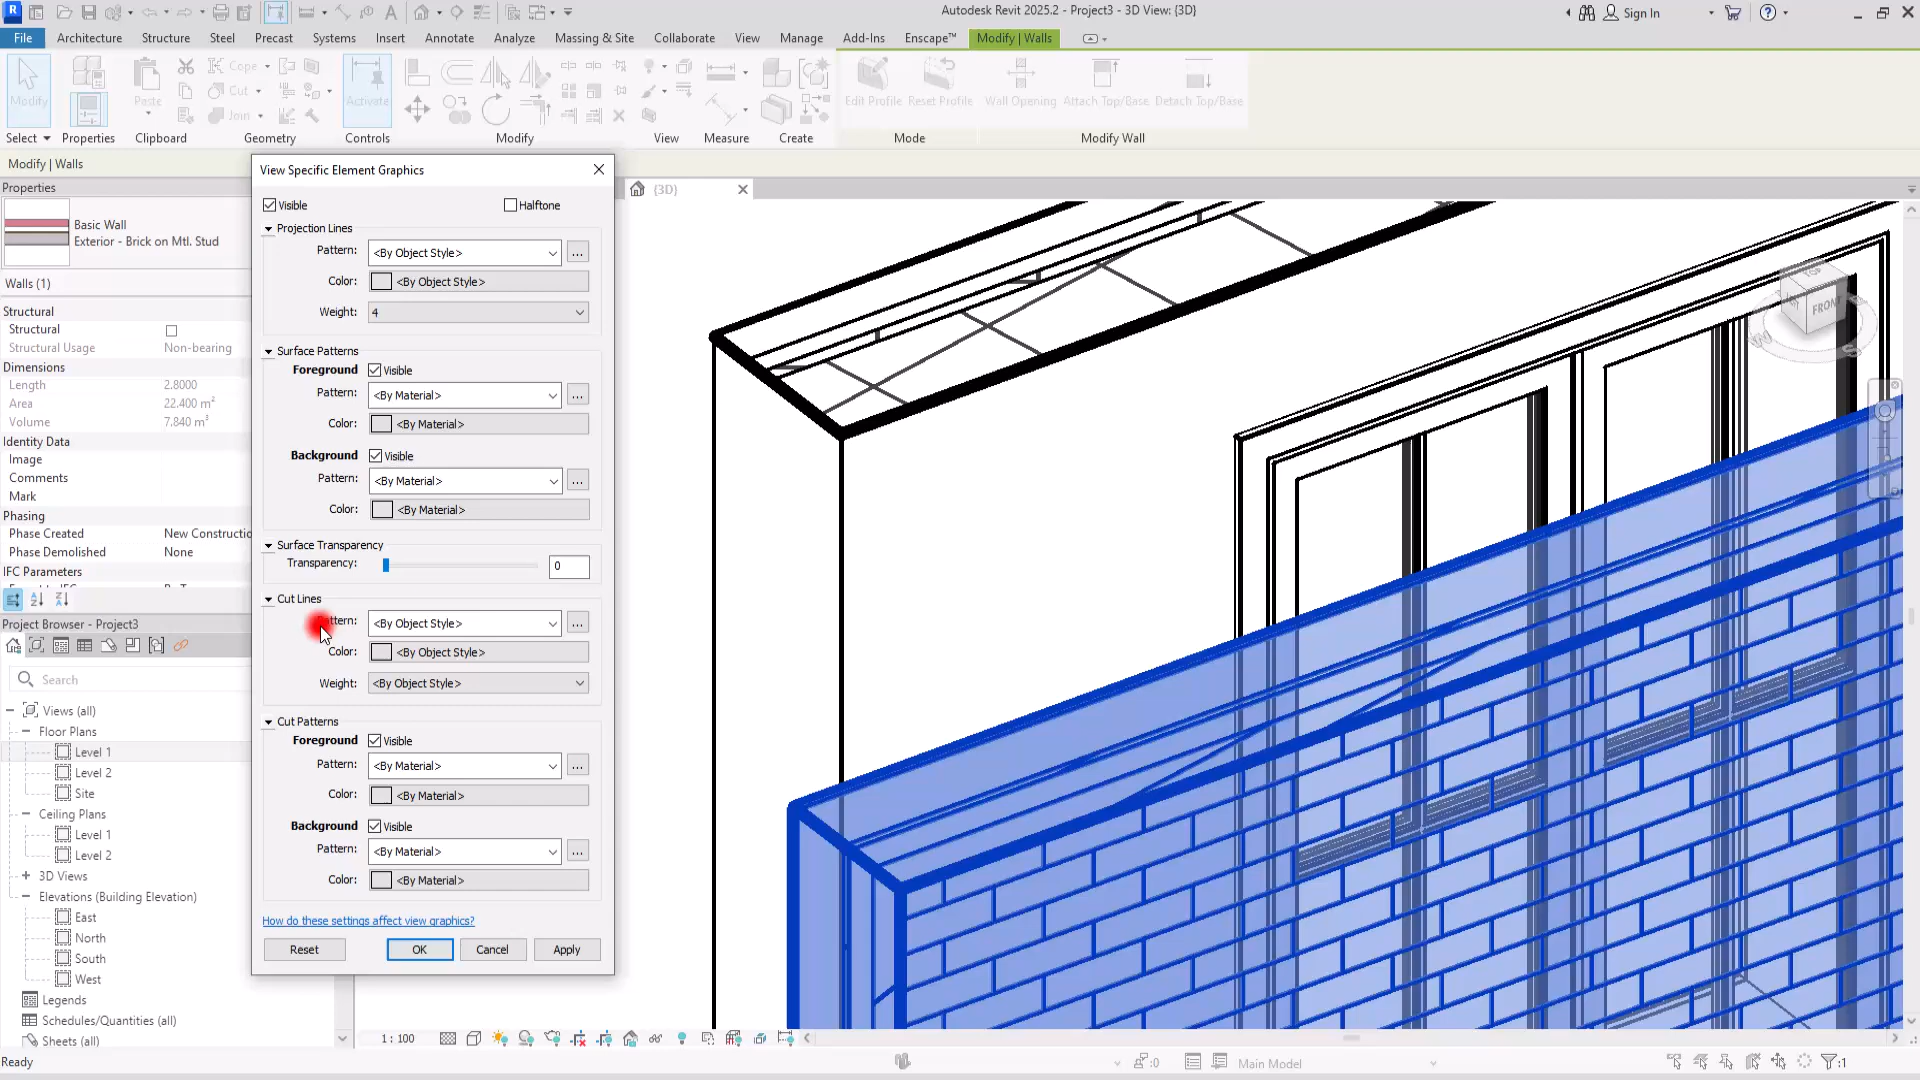 Autodesk Revit 2025.2 - Project3 - 3D View: {3D}
Sign In
File
Architecture
Structure
Steel
Precast
Systems
Insert
Annotate
Analyze
Massing & Site
Collaborate
View
Manage
Add-Ins
Enscape™
Modify | Walls
Modify
Paste
Cope
Cut
Join
Activate
Edit Profile
Reset Profile
Wall Opening
Attach Top/Base
Detach Top/Base
Select
Properties
Clipboard
Geometry
Controls
Modify
View
Measure
Create
Mode
Modify Wall
Modify | Walls
Properties
Basic Wall
Exterior - Brick on Mtl. Stud
Walls (1)
Structural
Structural
Structural Usage Non-bearing
Dimensions
Length 2.8000
Area 22.400 m²
Volume 7.840 m³
Identity Data
Image
Comments
Mark
Phasing
Phase Created New Constructio
Phase Demolished None
IFC Parameters
Project Browser - Project3
Search
Views (all)
Floor Plans
Level 1
Level 2
Site
Ceiling Plans
Level 1
Level 2
3D Views
Elevations (Building Elevation)
East
North
South
West
Legends
Schedules/Quantities (all)
Sheets (all)
Ready
View Specific Element Graphics
Visible
Halftone
Projection Lines
Pattern: <By Object Style> ...
Color: <By Object Style>
Weight: 4
Surface Patterns
Foreground Visible
Pattern: <By Material> ...
Color: <By Material>
Background Visible
Pattern: <By Material> ...
Color: <By Material>
Surface Transparency
Transparency: 0
Cut Lines
Pattern: <By Object Style> ...
Color: <By Object Style>
Weight: <By Object Style>
Cut Patterns
Foreground Visible
Pattern: <By Material> ...
Color: <By Material>
Background Visible
Pattern: <By Material> ...
Color: <By Material>
How do these settings affect view graphics?
Reset
OK
Cancel
Apply
{3D}
FRONT
W
S
1 : 100
:0
Main Model
:1